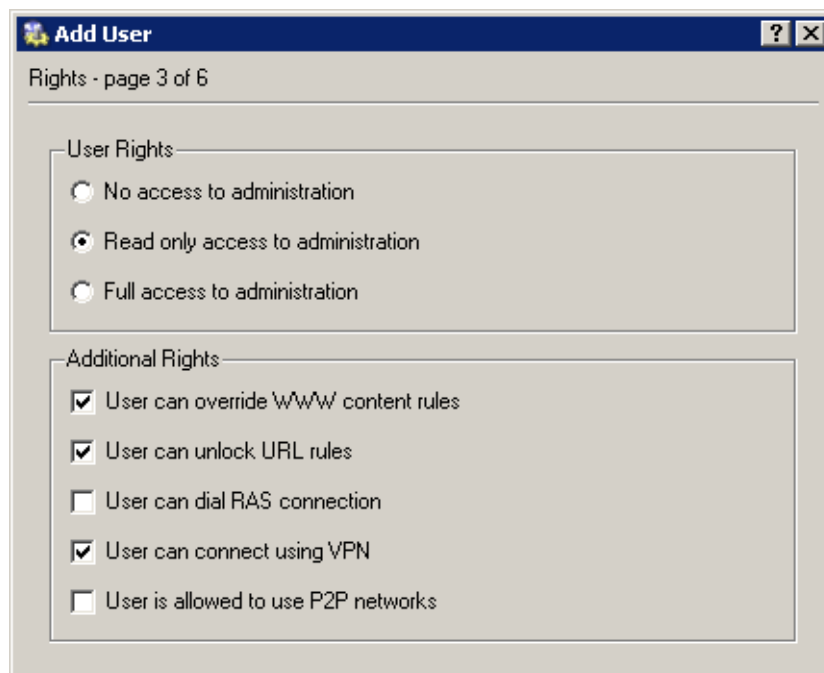 Add User
Rights - page 3 of 6
User Rights
No access to administration
Read only access to administration
Full access to administration
Additional Rights
User can override WWW content rules
User can unlock URL rules
User can dial RAS connection
User can connect using VPN
User is allowed to use P2P networks